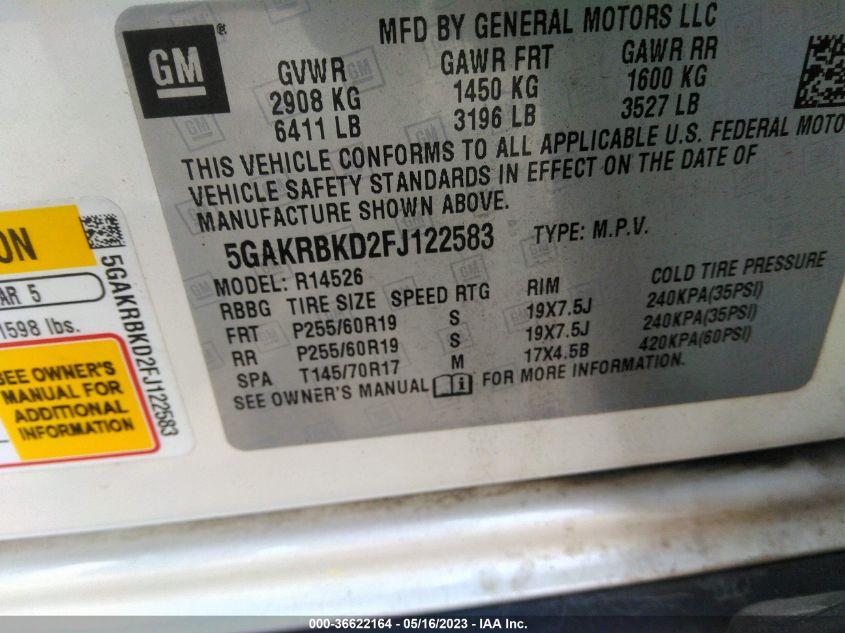 MFD BY GENERAL MOTORS LLC
GM
GVWR GAWR FRT GAWR RR
2908 KG 1450 KG 1600 KG
6411 LB 3196 LB 3527 LB
THIS VEHICLE CONFORMS TO ALL APPLICABLE U.S. FEDERAL MOTO
VEHICLE SAFETY STANDARDS IN EFFECT ON THE DATE OF
MANUFACTURE SHOWN ABOVE.
5GAKRBKD2FJ122583 TYPE: M.P.V.
MODEL: R14526
RBBG TIRE SIZE SPEED RTG RIM COLD TIRE PRESSURE
FRT P255/60R19 S 19X7.5J 240KPA(35PSI)
RR P255/60R19 S 19X7.5J 240KPA(35PSI)
SPA T145/70R17 M 17X4.5B 420KPA(60PSI)
SEE OWNER'S MANUAL i FOR MORE INFORMATION.
ON
AR 5
1598 lbs.
SEE OWNER'S
MANUAL FOR
ADDITIONAL
INFORMATION
5GAKRBKD2FJ122583
000-36622164 - 05/16/2023 - IAA Inc.